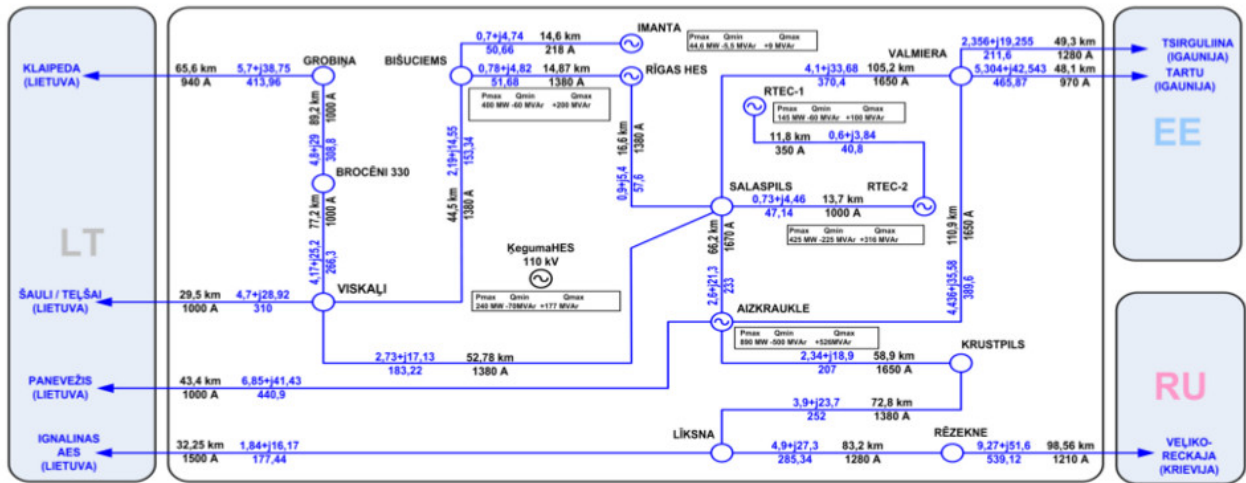 LT
KLAIPEDA
(LIETUVA)
65,6 km
940 A
5,7+j38,75
413,96
GROBIŅA
89,2 km
1000 A
4,8+j29
308,8
BROCĒNI 330
77,2 km
1000 A
4,17+j25,2
266,3
VISKAĻI
ŠAULI / TEĻŠAI
(LIETUVA)
29,5 km
1000 A
4,7+j28,92
310
PANEVEŽIS
(LIETUVA)
43,4 km
1000 A
6,85+j41,43
440,9
IGNALINAS
AES
(LIETUVA)
32,25 km
1500 A
1,84+j16,17
177,44
BIŠUCIEMS
0,7+j4,74
50,66
14,6 km
218 A
IMANTA
Pmax Qmin Qmax
44,6 MW -5,5 MVAr +9 MVAr
0,78+j4,82
51,68
14,87 km
1380 A
RĪGAS HES
Pmax Qmin Qmax
400 MW -60 MVAr +200 MVAr
2,19+j14,55
153,34
44,5 km
1380 A
16,6 km
1380 A
0,9+j5,4
57,6
ĶegumaHES
110 kV
Pmax Qmin Qmax
240 MW -70MVAr +177 MVAr
2,73+j17,13
183,22
52,78 km
1380 A
VALMIERA
4,1+j33,68
370,4
105,2 km
1650 A
RTEC-1
Pmax Qmin Qmax
145 MW -60 MVAr +100 MVAr
11,8 km
350 A
0,6+j3,84
40,8
SALASPILS
RTEC-2
0,73+j4,46
47,14
13,7 km
1000 A
Pmax Qmin Qmax
425 MW -225 MVAr +316 MVAr
66,2 km
1670 A
2,6+j21,3
233
110,9 km
1650 A
4,436+j35,58
389,6
AIZKRAUKLE
Pmax Qmin Qmax
890 MW -500 MVAr +526MVAr
2,34+j18,9
207
58,9 km
1650 A
KRUSTPILS
3,9+j23,7
252
72,8 km
1380 A
LĪKSNA
4,9+j27,3
285,34
83,2 km
1280 A
RĒZEKNE
9,27+j51,6
539,12
98,56 km
1210 A
2,356+j19,255
211,6
49,3 km
1280 A
5,304+j42,543
465,87
48,1 km
970 A
TSIRGULIINA
(IGAUNIJA)
TARTU
(IGAUNIJA)
EE
RU
VEĻIKO-
RECKAJA
(KRIEVIJA)